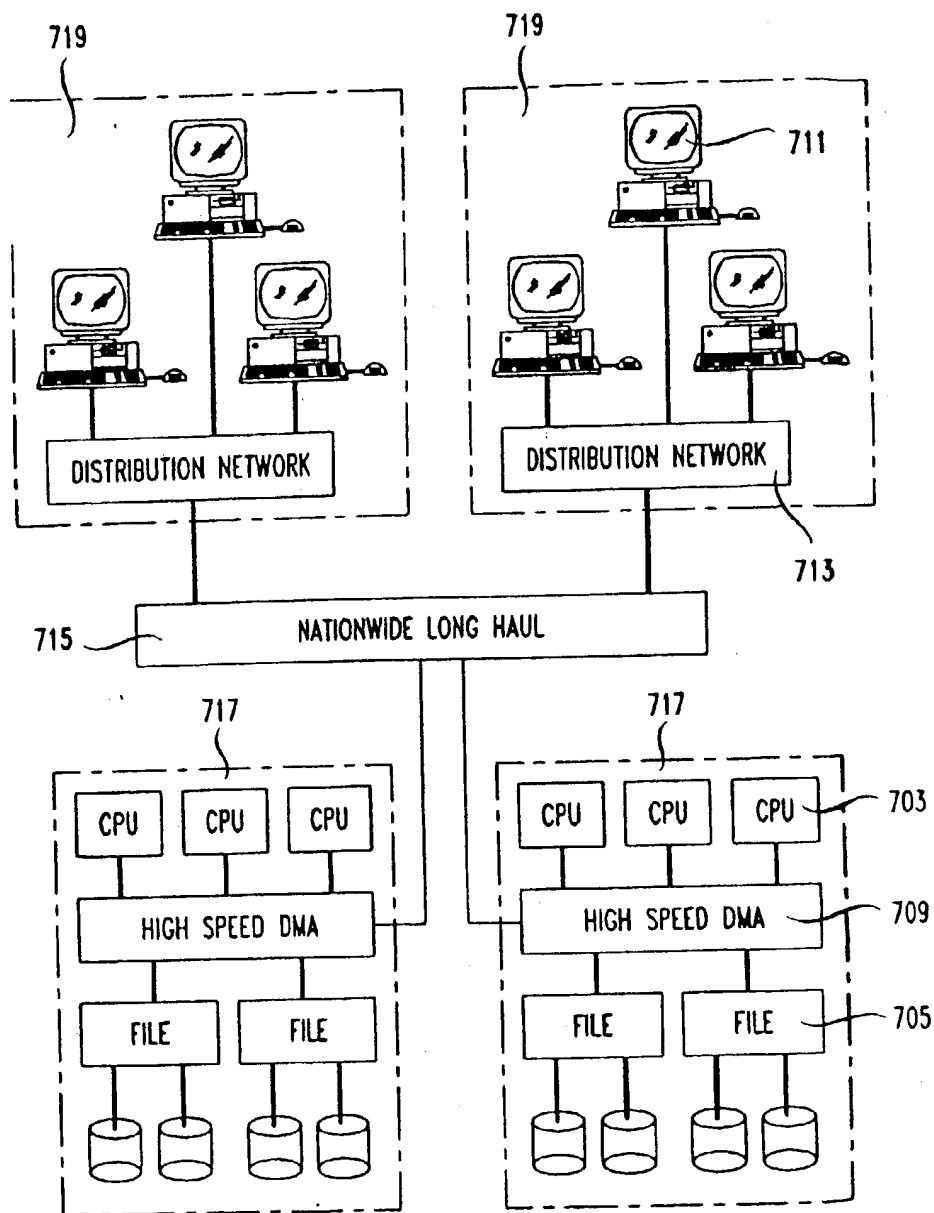 719
719
711
DISTRIBUTION NETWORK
DISTRIBUTION NETWORK
713
715
NATIONWIDE LONG HAUL
717
717
CPU
CPU
CPU
CPU
CPU
CPU
703
HIGH SPEED DMA
HIGH SPEED DMA
709
FILE
FILE
FILE
FILE
705